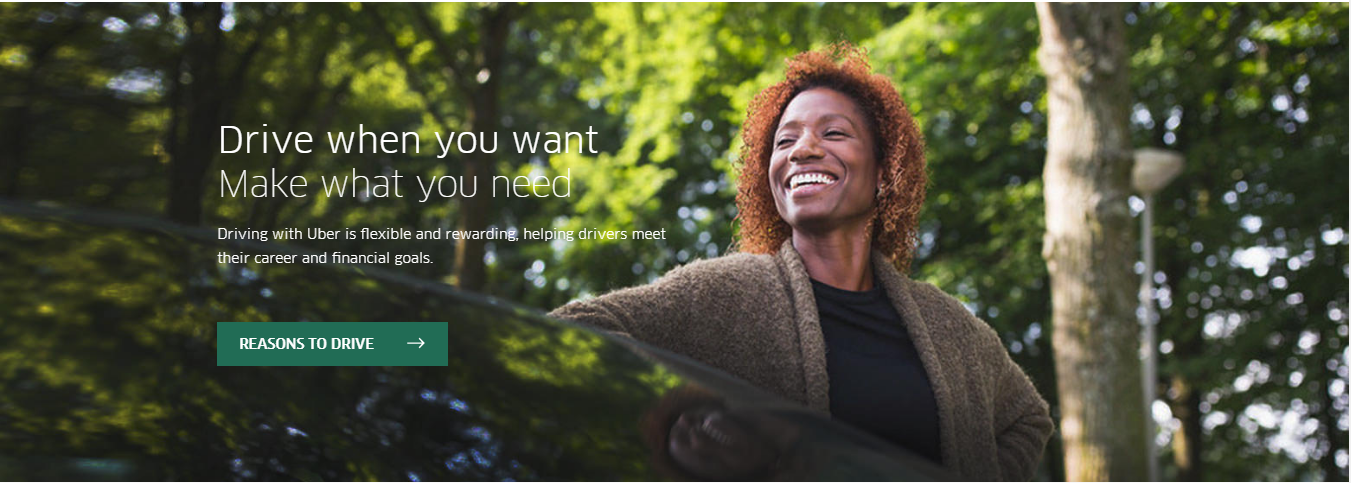 Drive when you want
Make what you need
Driving with Uber is flexible and rewarding, helping drivers meet
their career and financial goals.
REASONS TO DRIVE